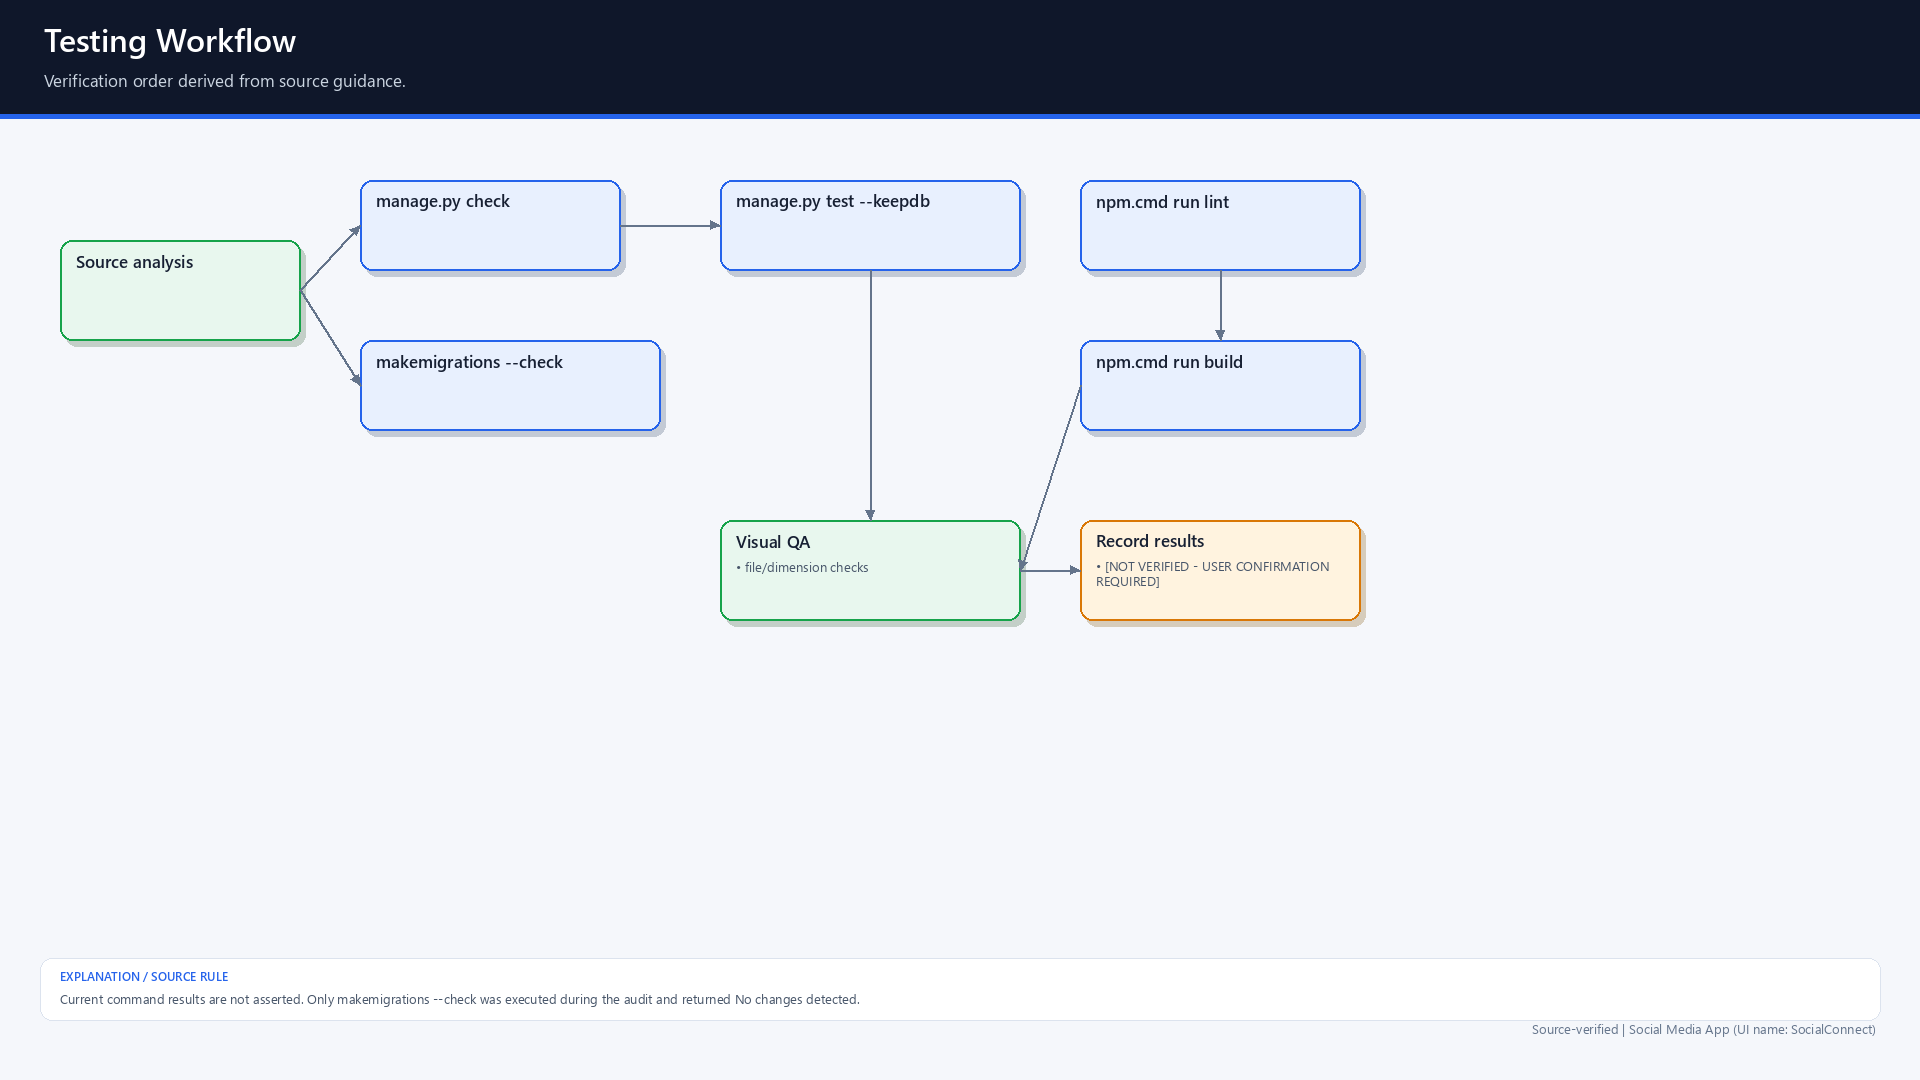 Testing Workflow
Verification order derived from source guidance.
manage.py check
manage.py test --keepdb
npm.cmd run lint
Source analysis
makemigrations --check
npm.cmd run build
Visual QA
• file/dimension checks
Record results
• [NOT VERIFIED - USER CONFIRMATION
REQUIRED]
EXPLANATION / SOURCE RULE
Current command results are not asserted. Only makemigrations --check was executed during the audit and returned No changes detected.
Source-verified | Social Media App (UI name: SocialConnect)